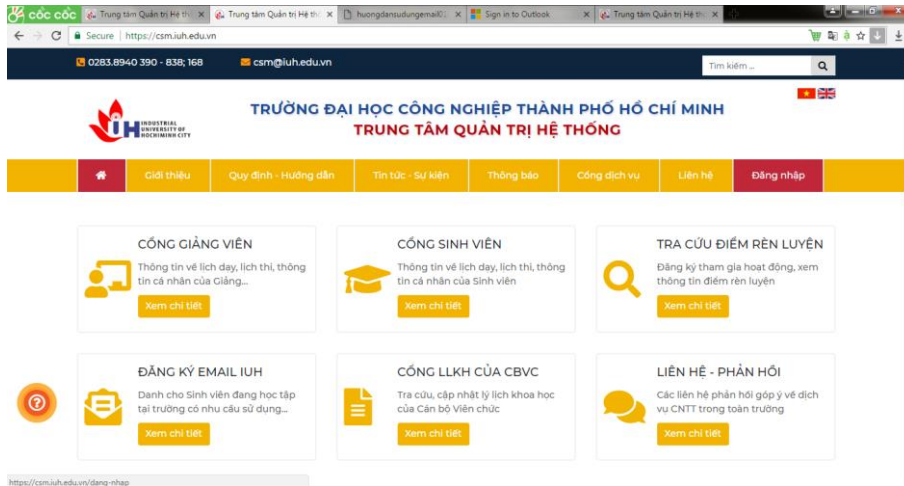 cốc cốc
Trung tâm Quản trị Hệ th
Trung tâm Quản trị Hệ th
huongdansudungemail0
Sign in to Outlook
Trung tâm Quản trị Hệ th
Secure
https://csm.iuh.edu.vn
0283.8940 390 - 838; 168
csm@iuh.edu.vn
Tìm kiếm ...
IUH
INDUSTRIAL
UNIVERSITY OF
HOCHIMINH CITY
TRƯỜNG ĐẠI HỌC CÔNG NGHIỆP THÀNH PHỐ HỒ CHÍ MINH
TRUNG TÂM QUẢN TRỊ HỆ THỐNG
Giới thiệu
Quy định - Hướng dẫn
Tin tức - Sự kiện
Thông báo
Cổng dịch vụ
Liên hệ
Đăng nhập
CỔNG GIẢNG VIÊN
Thông tin về lịch dạy, lịch thi, thông
tin cá nhân của Giảng...
Xem chi tiết
CỔNG SINH VIÊN
Thông tin về lịch dạy, lịch thi, thông
tin cá nhân của Sinh viên
Xem chi tiết
TRA CỨU ĐIỂM RÈN LUYỆN
Đăng ký tham gia hoạt động, xem
thông tin điểm rèn luyện
Xem chi tiết
ĐĂNG KÝ EMAIL IUH
Danh cho Sinh viên đang học tập
tại trường có nhu cầu sử dụng...
Xem chi tiết
CỔNG LLKH CỦA CBVC
Tra cứu, cập nhật lý lịch khoa học
của Cán bộ Viên chức
Xem chi tiết
LIÊN HỆ - PHẢN HỒI
Các liên hệ phản hồi góp ý về dịch
vụ CNTT trong toàn trường
Xem chi tiết
https://csm.iuh.edu.vn/dang-nhap